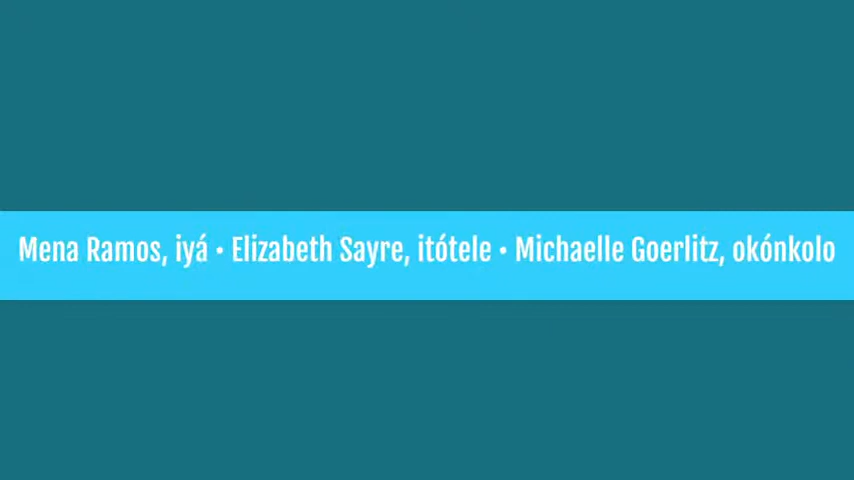 Mena Ramos, iyá • Elizabeth Sayre, itótele • Michaelle Goerlitz, okónkolo